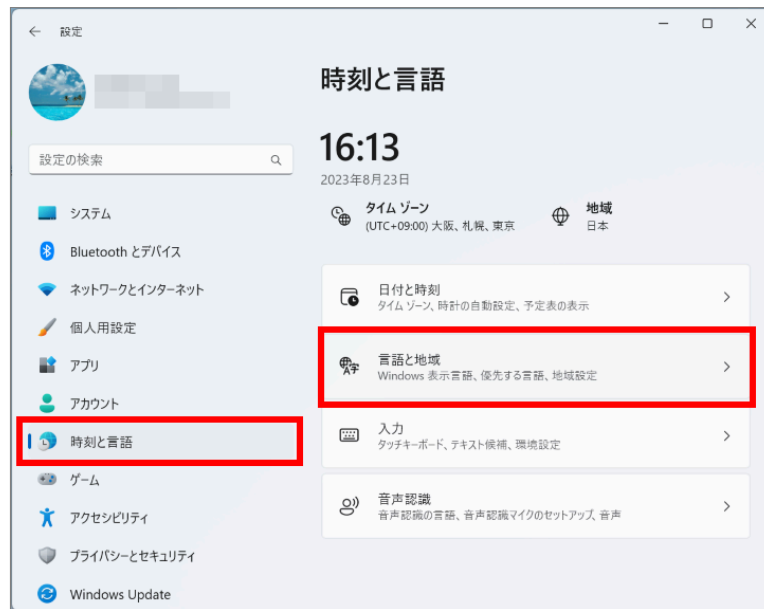 設定
時刻と言語
16:13
2023年8月23日
設定の検索
タイム ゾーン
(UTC+09:00) 大阪、札幌、東京
地域
日本
システム
Bluetooth とデバイス
ネットワークとインターネット
個人用設定
アプリ
アカウント
時刻と言語
ゲーム
アクセシビリティ
プライバシーとセキュリティ
Windows Update
日付と時刻
タイム ゾーン、時計の自動設定、予定表の表示
言語と地域
Windows 表示言語、優先する言語、地域設定
入力
タッチキーボード、テキスト候補、環境設定
音声認識
音声認識の言語、音声認識マイクのセットアップ、音声